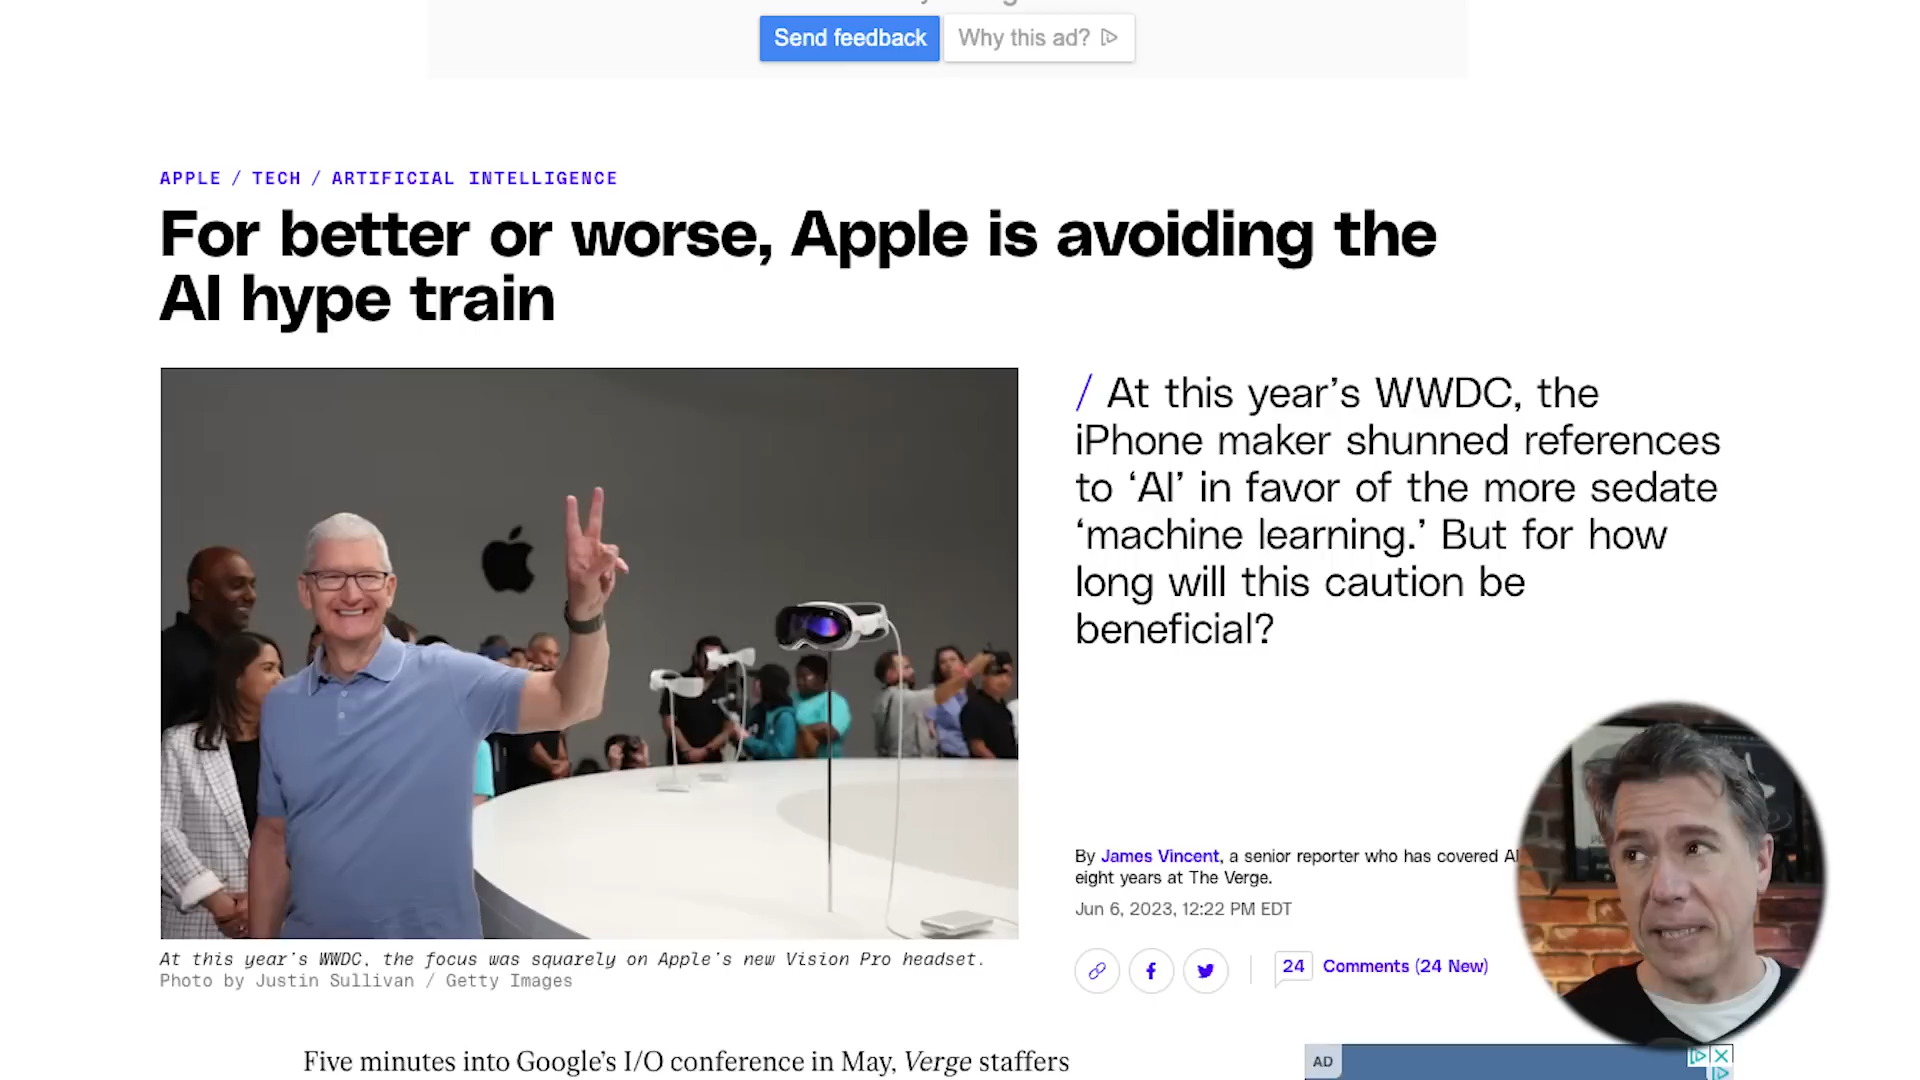 Send feedback
Why this ad?
APPLE / TECH / ARTIFICIAL INTELLIGENCE
For better or worse, Apple is avoiding the
AI hype train
/ At this year’s WWDC, the
iPhone maker shunned references
to ‘AI’ in favor of the more sedate
‘machine learning.’ But for how
long will this caution be
beneficial?
By James Vincent, a senior reporter who has covered AI
eight years at The Verge.
Jun 6, 2023, 12:22 PM EDT
24 Comments (24 New)
At this year's WWDC, the focus was squarely on Apple's new Vision Pro headset.
Photo by Justin Sullivan / Getty Images
Five minutes into Google’s I/O conference in May, Verge staffers
AD